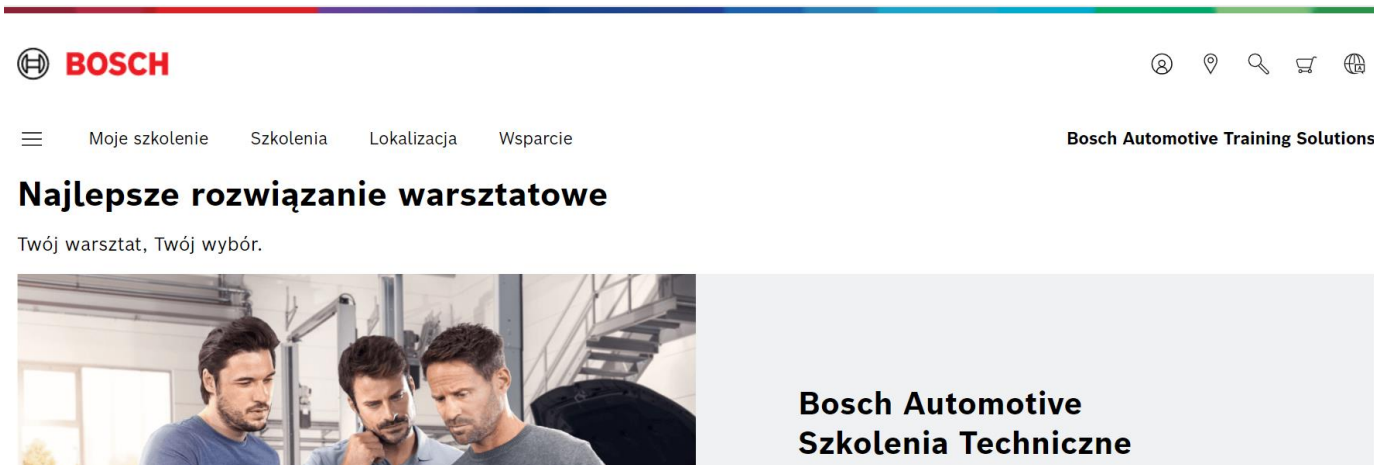 BOSCH
Moje szkolenie Szkolenia Lokalizacja Wsparcie Bosch Automotive Training Solutions
Najlepsze rozwiązanie warsztatowe
Twój warsztat, Twój wybór.
Bosch Automotive
Szkolenia Techniczne